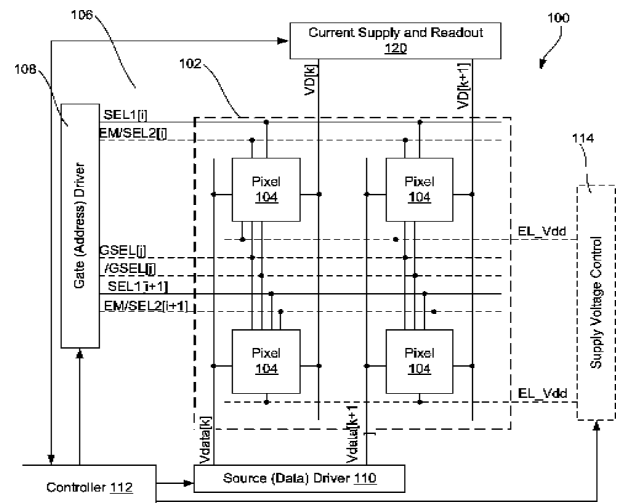 106
Current Supply and Readout
120
100
108
102
VD[k]
VD[k+1]
SEL1[i]
EM/SEL2[i]
114
Gate (Address) Driver
Pixel
104
Pixel
104
EL_Vdd
GSEL[j]
/GSEL[j]
SEL1[i+1]
EM/SEL2[i+1]
Supply Voltage Control
Pixel
104
Pixel
104
EL_Vdd
Vdata[k]
Vdata[k+1]
Controller 112
Source (Data) Driver 110